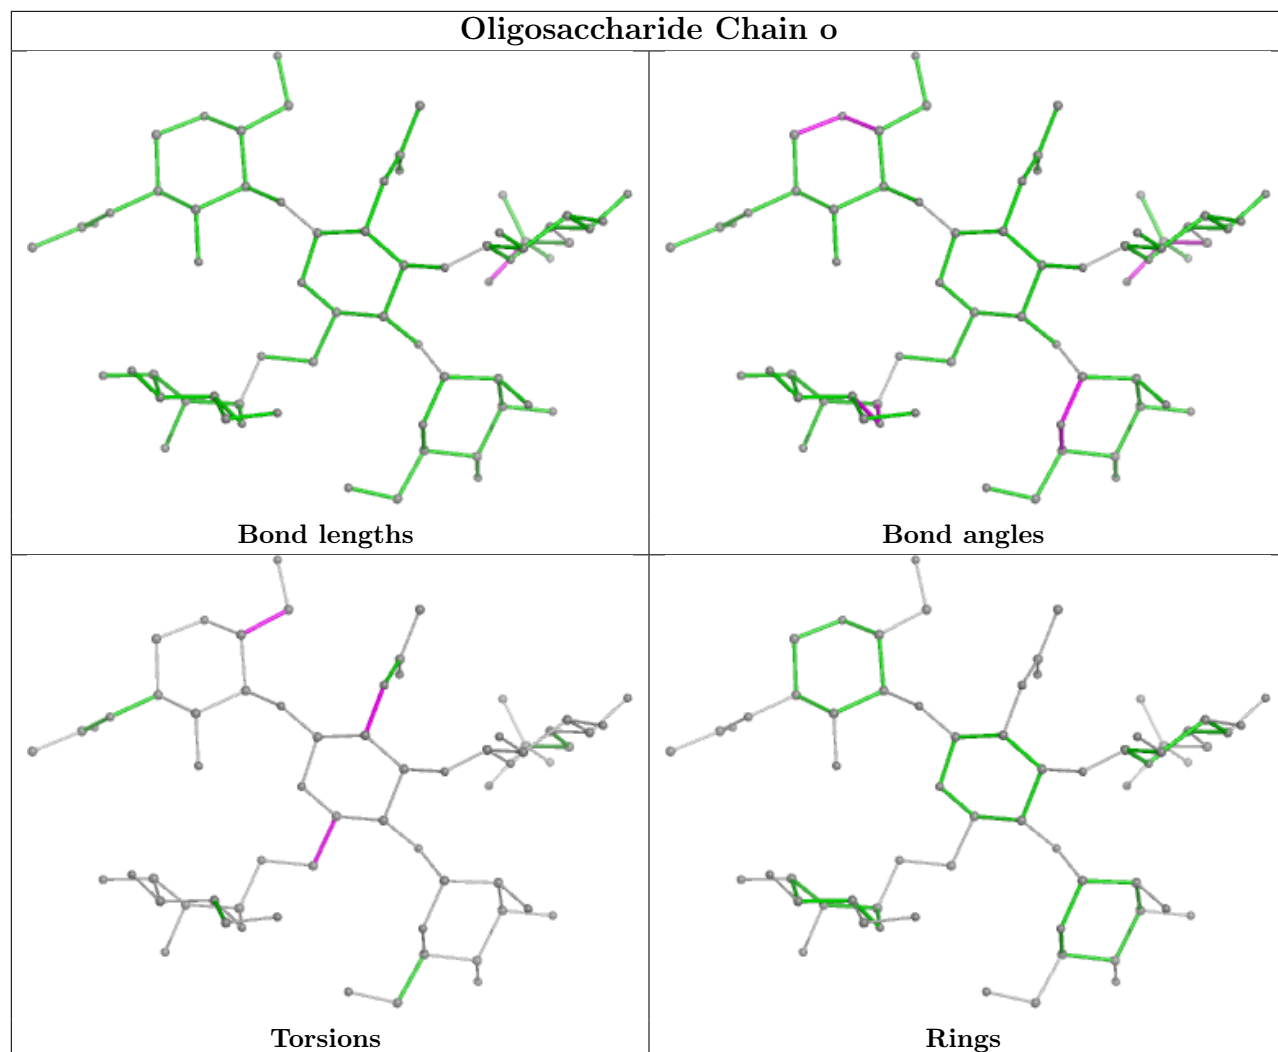 Oligosaccharide Chain o
Bond lengths
Bond angles
Torsions
Rings